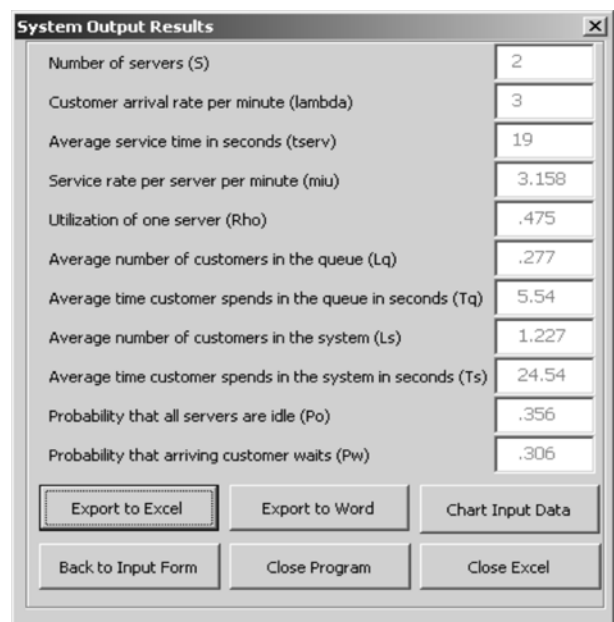 System Output Results
Number of servers (S) 2
Customer arrival rate per minute (lambda) 3
Average service time in seconds (tserv) 19
Service rate per server per minute (miu) 3.158
Utilization of one server (Rho) .475
Average number of customers in the queue (Lq) .277
Average time customer spends in the queue in seconds (Tq) 5.54
Average number of customers in the system (Ls) 1.227
Average time customer spends in the system in seconds (Ts) 24.54
Probability that all servers are idle (Po) .356
Probability that arriving customer waits (Pw) .306
Export to Excel Export to Word Chart Input Data
Back to Input Form Close Program Close Excel